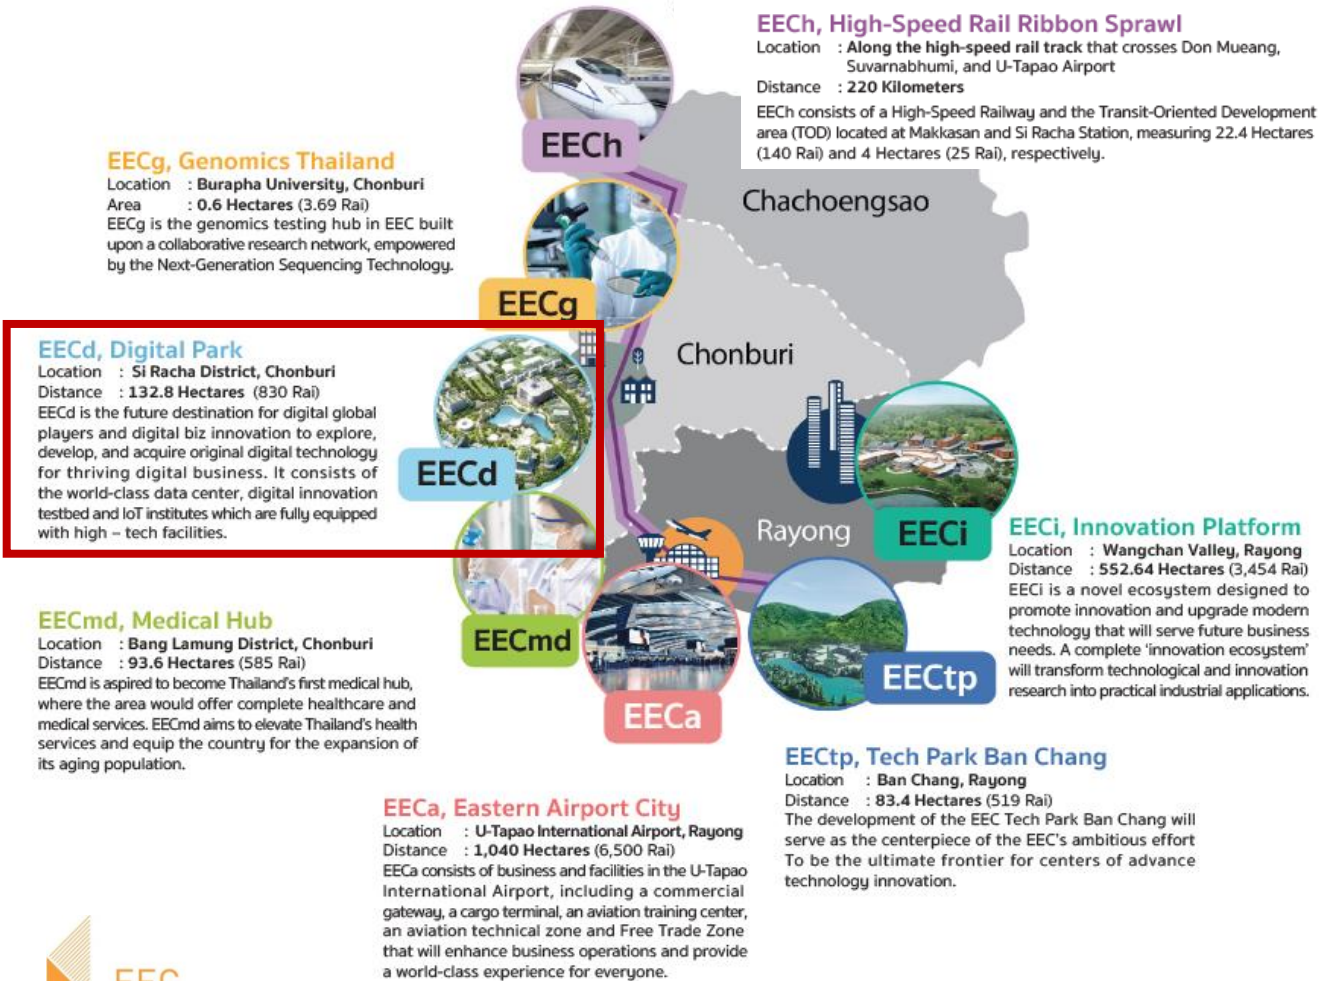 EECh, High-Speed Rail Ribbon Sprawl
Location : Along the high-speed rail track that crosses Don Mueang,
Suvarnabhumi, and U-Tapao Airport
Distance : 220 Kilometers
EECh consists of a High-Speed Railway and the Transit-Oriented Development
area (TOD) located at Makkasan and Si Racha Station, measuring 22.4 Hectares
(140 Rai) and 4 Hectares (25 Rai), respectively.
EECh
EECg, Genomics Thailand
Location : Burapha University, Chonburi
Area : 0.6 Hectares (3.69 Rai)
EECg is the genomics testing hub in EEC built
upon a collaborative research network, empowered
by the Next-Generation Sequencing Technology.
Chachoengsao
EECg
EECd, Digital Park
Location : Si Racha District, Chonburi
Distance : 132.8 Hectares (830 Rai)
EECd is the future destination for digital global
players and digital biz innovation to explore,
develop, and acquire original digital technology
for thriving digital business. It consists of
the world-class data center, digital innovation
testbed and IoT institutes which are fully equipped
with high – tech facilities.
Chonburi
EECd
Rayong
EECi
EECi, Innovation Platform
Location : Wangchan Valley, Rayong
Distance : 552.64 Hectares (3,454 Rai)
EECi is a novel ecosystem designed to
promote innovation and upgrade modern
technology that will serve future business
needs. A complete 'innovation ecosystem'
will transform technological and innovation
research into practical industrial applications.
EECmd, Medical Hub
Location : Bang Lamung District, Chonburi
Distance : 93.6 Hectares (585 Rai)
EECmd is aspired to become Thailand's first medical hub,
where the area would offer complete healthcare and
medical services. EECmd aims to elevate Thailand's health
services and equip the country for the expansion of
its aging population.
EECmd
EECa
EECtp
EECtp, Tech Park Ban Chang
Location : Ban Chang, Rayong
Distance : 83.4 Hectares (519 Rai)
The development of the EEC Tech Park Ban Chang will
serve as the centerpiece of the EEC's ambitious effort
To be the ultimate frontier for centers of advance
technology innovation.
EECa, Eastern Airport City
Location : U-Tapao International Airport, Rayong
Distance : 1,040 Hectares (6,500 Rai)
EECa consists of business and facilities in the U-Tapao
International Airport, including a commercial
gateway, a cargo terminal, an aviation training center,
an aviation technical zone and Free Trade Zone
that will enhance business operations and provide
a world-class experience for everyone.
EEC